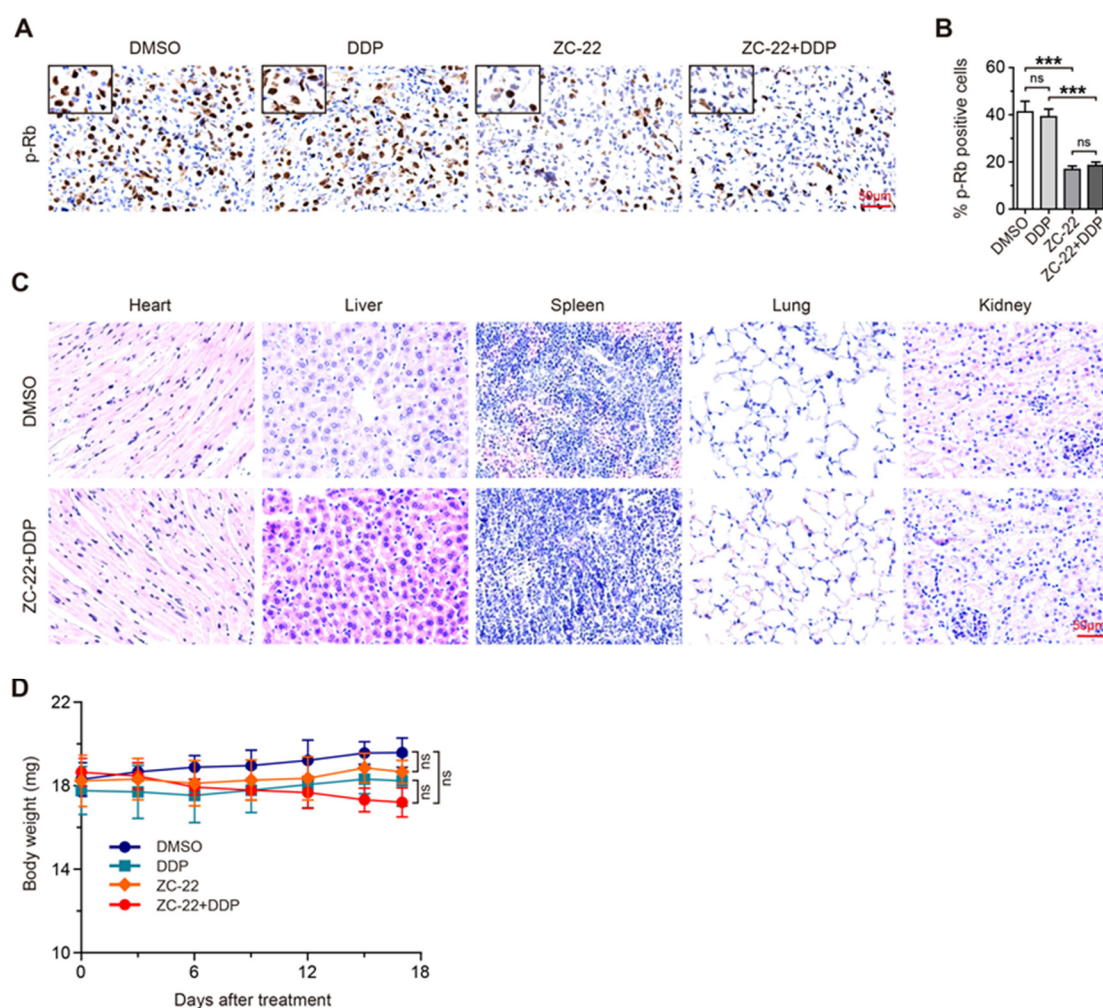 A
DMSO
DDP
ZC-22
ZC-22+DDP
p-Rb
50μm
B
% p-Rb positive cells
60
40
20
0
***
ns
***
ns
DMSO
DDP
ZC-22
ZC-22+DDP
C
Heart
Liver
Spleen
Lung
Kidney
DMSO
ZC-22+DDP
50μm
D
Body weight (mg)
22
18
14
10
ns
ns
ns
DMSO
DDP
ZC-22
ZC-22+DDP
0
6
12
18
Days after treatment